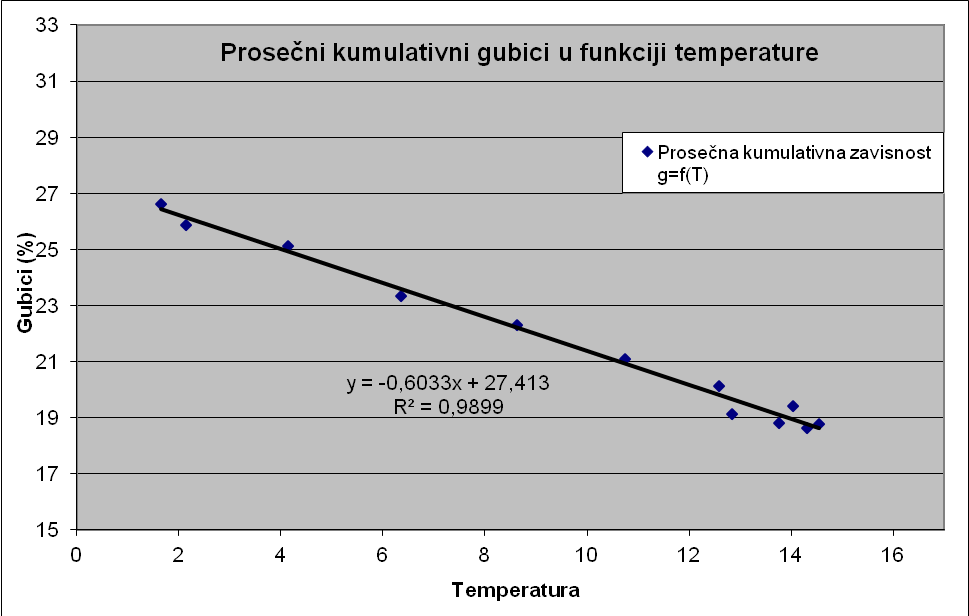 Prosečni kumulativni gubici u funkciji temperature
33
31
29
27
25
23
21
19
17
15
Gubici (%)
Prosečna kumulativna zavisnost
g=f(T)
y = -0,6033x + 27,413
R² = 0,9899
0 2 4 6 8 10 12 14 16
Temperatura